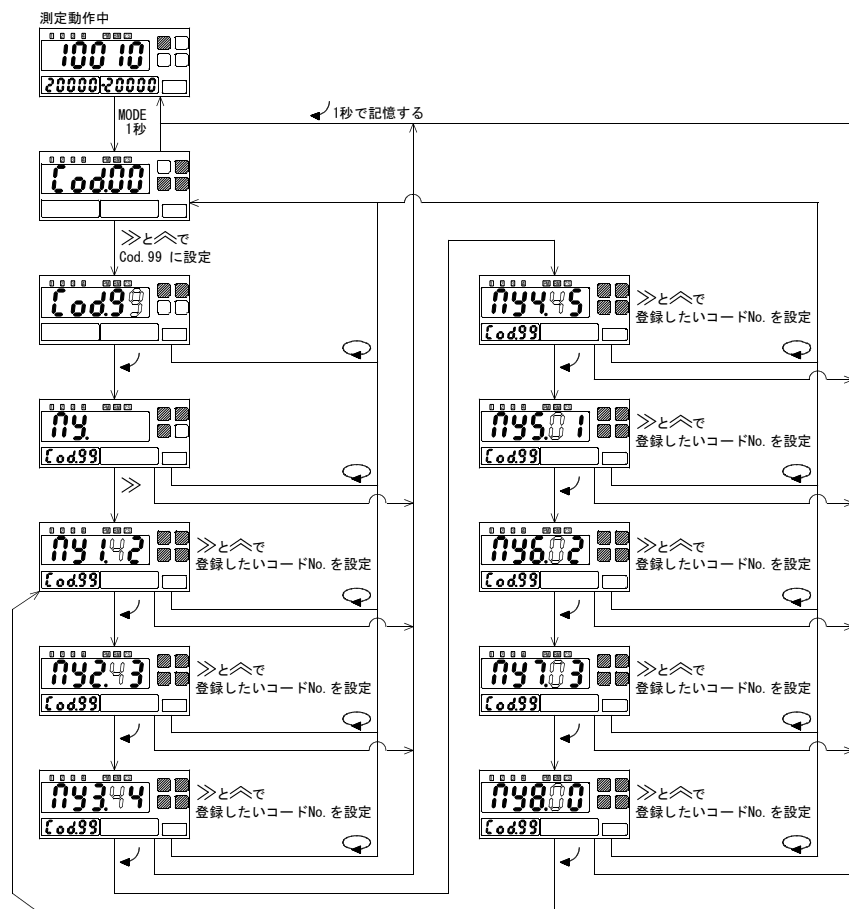 測定動作中
10010
20000 -20000
MODE
1秒
1秒で記憶する
Cod.00
≫と︽で
Cod.99 に設定
Cod.99
My.
Cod.99
≫
My1.42
Cod.99
≫と︽で
登録したいコードNo.を設定
My2.43
Cod.99
≫と︽で
登録したいコードNo.を設定
My3.44
Cod.99
≫と︽で
登録したいコードNo.を設定
My4.45
Cod.99
≫と︽で
登録したいコードNo.を設定
My5.01
Cod.99
≫と︽で
登録したいコードNo.を設定
My6.02
Cod.99
≫と︽で
登録したいコードNo.を設定
My7.03
Cod.99
≫と︽で
登録したいコードNo.を設定
My8.00
Cod.99
≫と︽で
登録したいコードNo.を設定